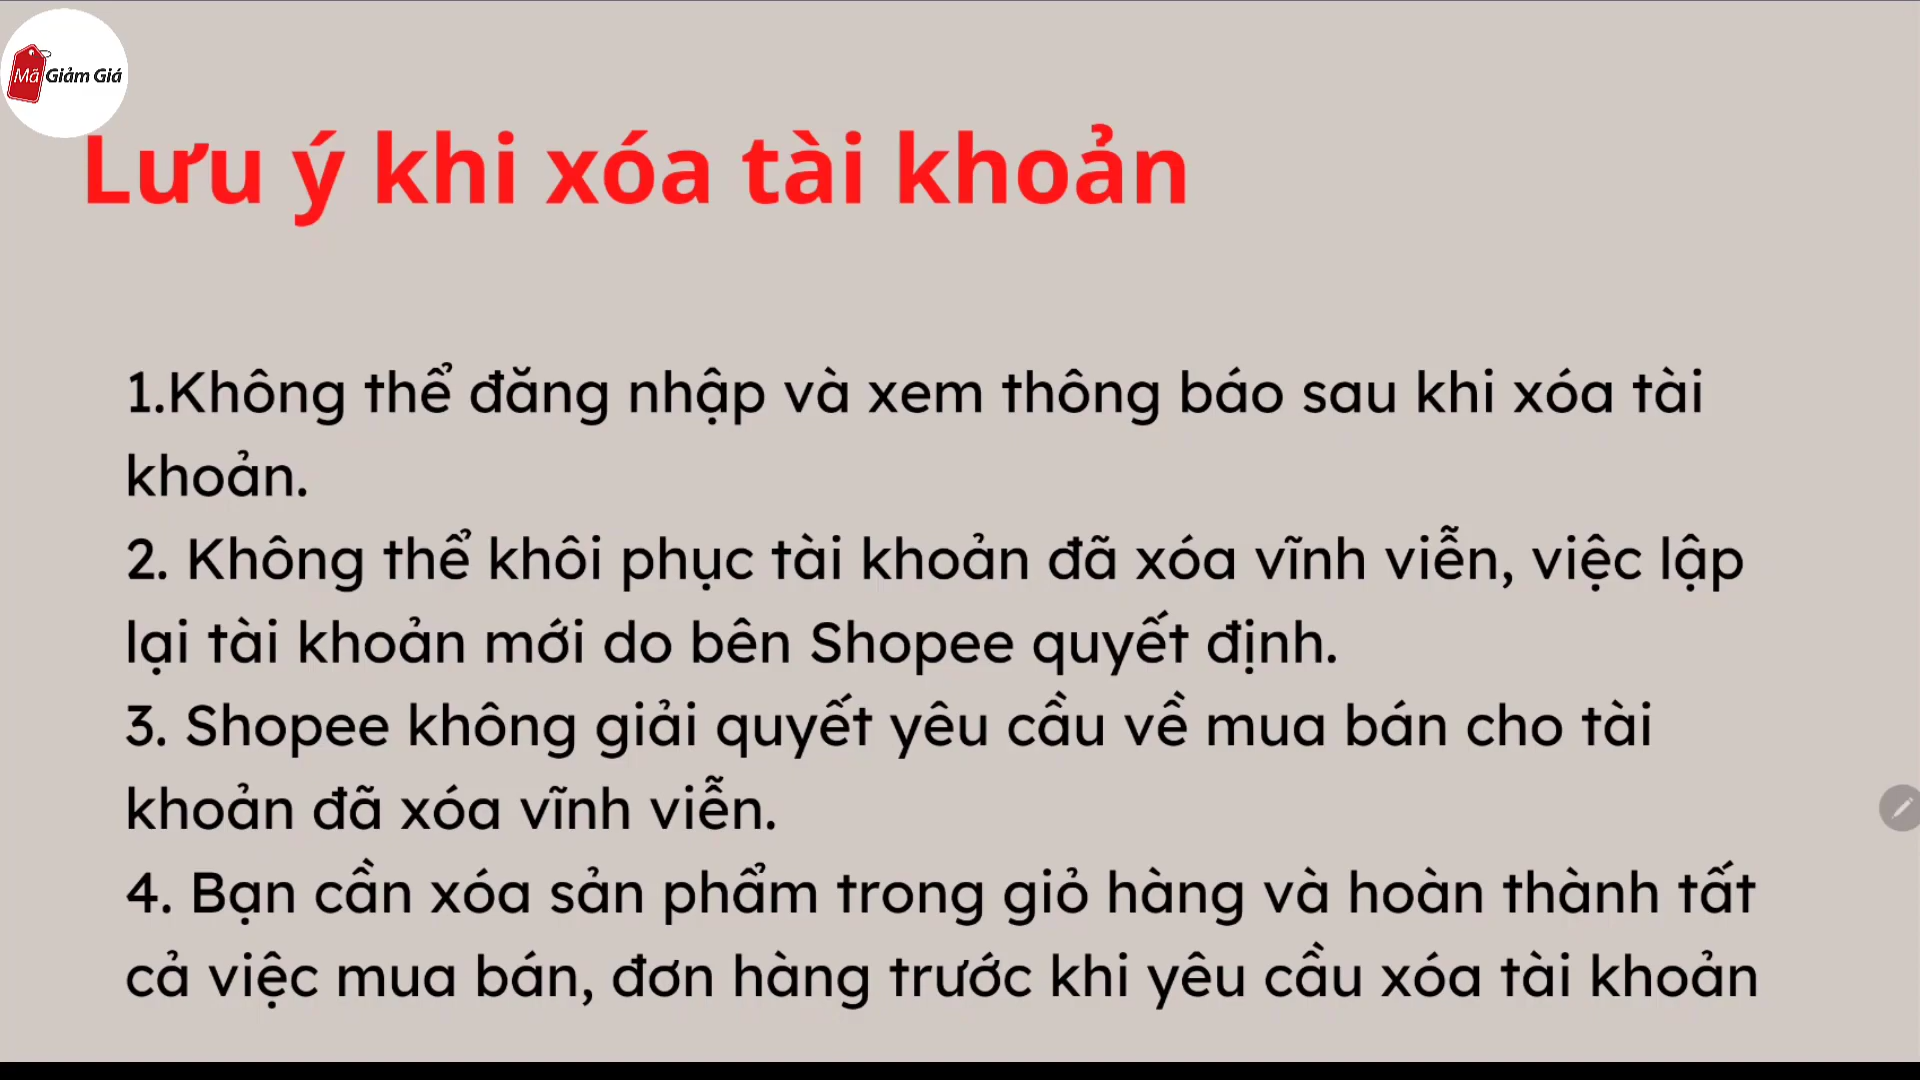 Mã Giảm Giá
Lưu ý khi xóa tài khoản
1.Không thể đăng nhập và xem thông báo sau khi xóa tài
khoản.
2. Không thể khôi phục tài khoản đã xóa vĩnh viễn, việc lập
lại tài khoản mới do bên Shopee quyết định.
3. Shopee không giải quyết yêu cầu về mua bán cho tài
khoản đã xóa vĩnh viễn.
4. Bạn cần xóa sản phẩm trong giỏ hàng và hoàn thành tất
cả việc mua bán, đơn hàng trước khi yêu cầu xóa tài khoản